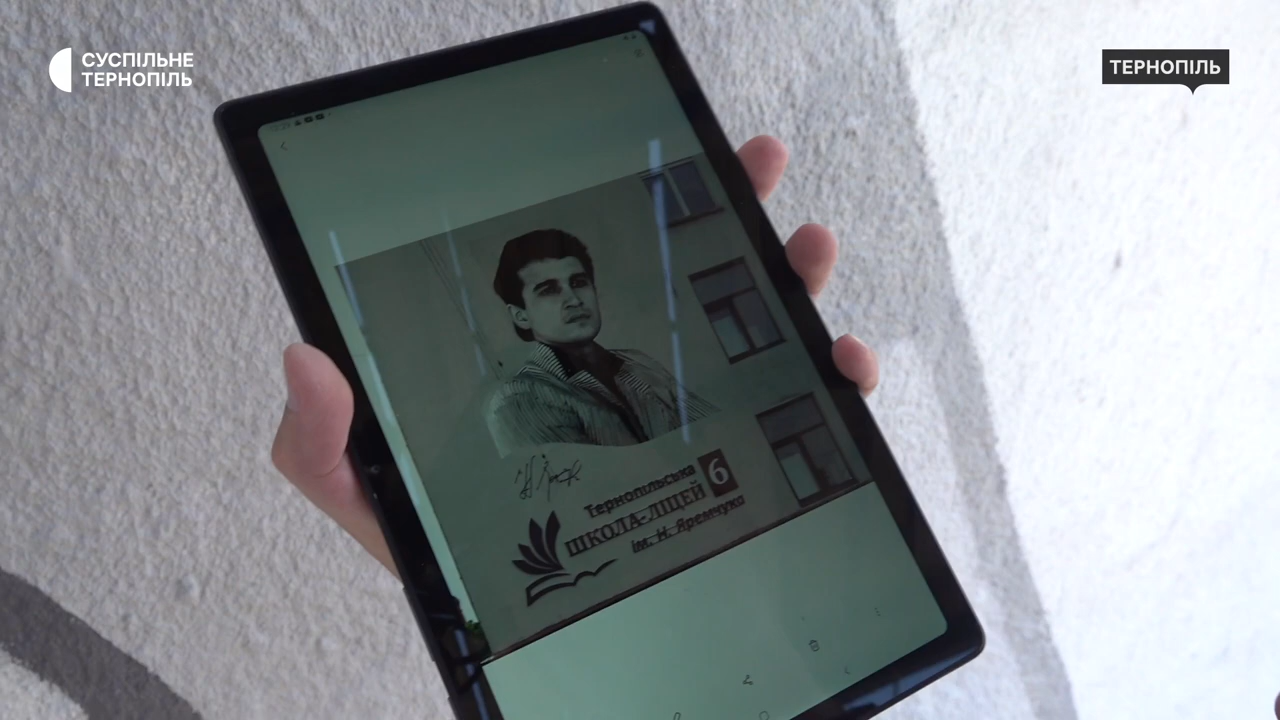 СУСПІЛЬНЕ
ТЕРНОПІЛЬ
ТЕРНОПІЛЬ
Тернопільська
ШКОЛА-ЛІЦЕЙ 6
ім. Н. Яремчука